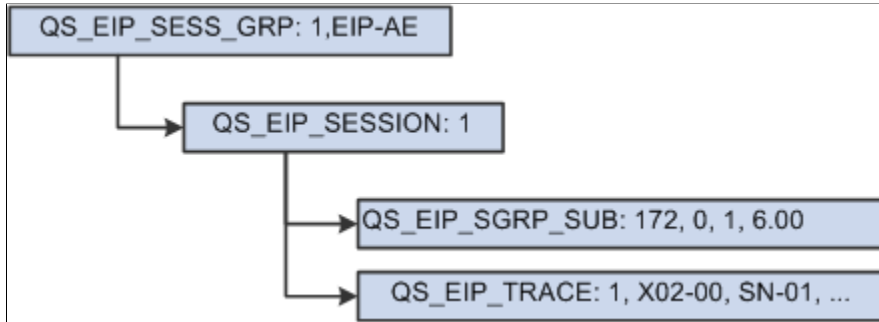 QS_EIP_SESS_GRP: 1,EIP-AE
QS_EIP_SESSION: 1
QS_EIP_SGRP_SUB: 172, 0, 1, 6.00
QS_EIP_TRACE: 1, X02-00, SN-01, ...